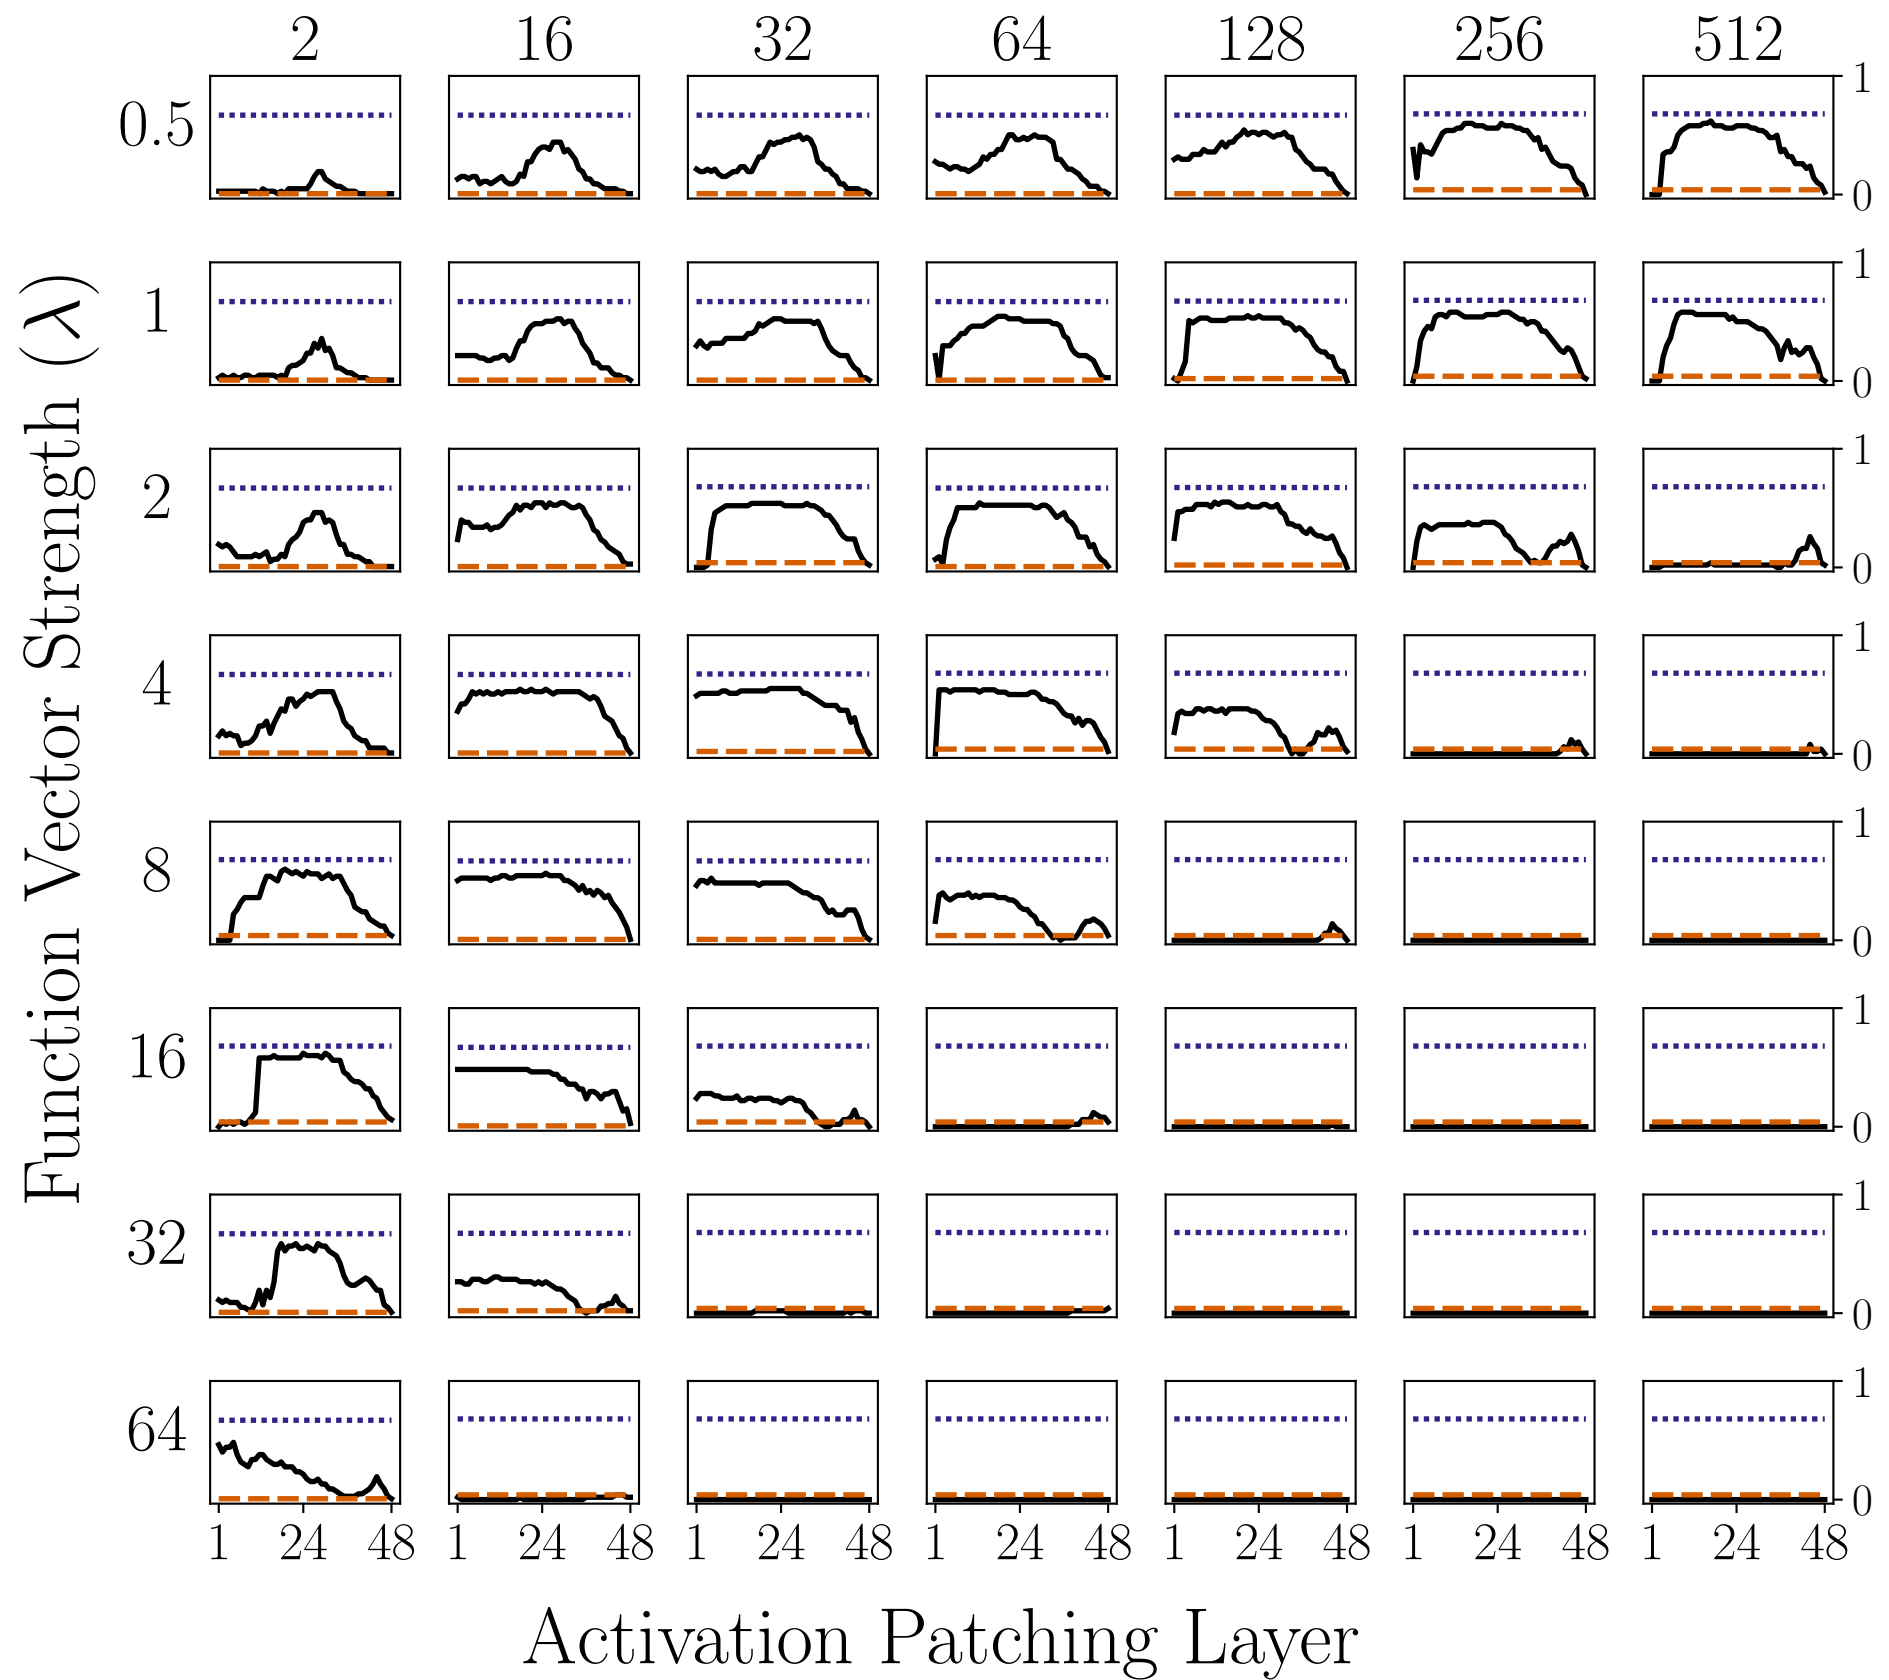 2 16 32 64 128 256 512
0.5 1 0
1 1 0
2 1 0
4 1 0
8 1 0
16 1 0
32 1 0
64 1 0
1 24 48 1 24 48 1 24 48 1 24 48 1 24 48 1 24 48 1 24 48
Function Vector Strength (λ)
Activation Patching Layer